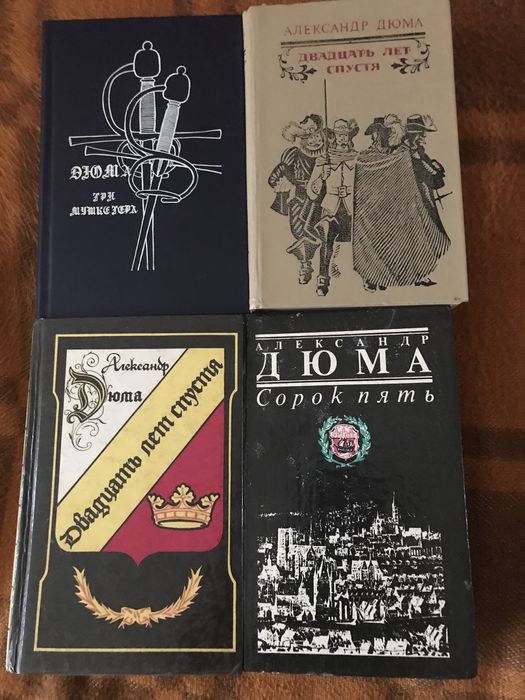 ДЮМА
ТРИ
МУШКЕТЕРА
АЛЕКСАНДР ДЮМА
ДВАДЦАТЬ ЛЕТ
СПУСТЯ
Александр
Дюма
Двадцать лет спустя
АЛЕКСАНДР
ДЮМА
Сорок пять